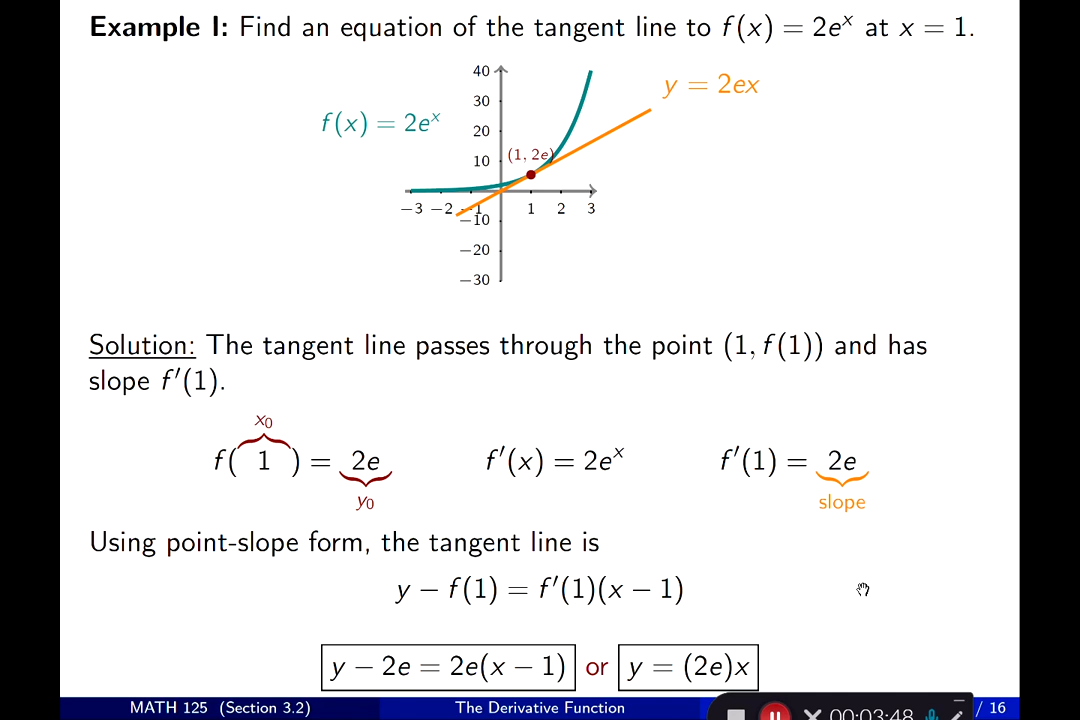 Example I: Find an equation of the tangent line to f(x) = 2eˣ at x = 1.
y = 2ex
f(x) = 2eˣ
40
30
20
10
(1, 2e)
−3 −2 −1 1 2 3
−10
−20
−30
Solution: The tangent line passes through the point (1, f(1)) and has
slope f′(1).
x₀
f( 1 ) = 2e f′(x) = 2eˣ f′(1) = 2e
y₀ slope
Using point-slope form, the tangent line is
y − f(1) = f′(1)(x − 1)
y − 2e = 2e(x − 1) or y = (2e)x
MATH 125 (Section 3.2) The Derivative Function / 16
00:03:48